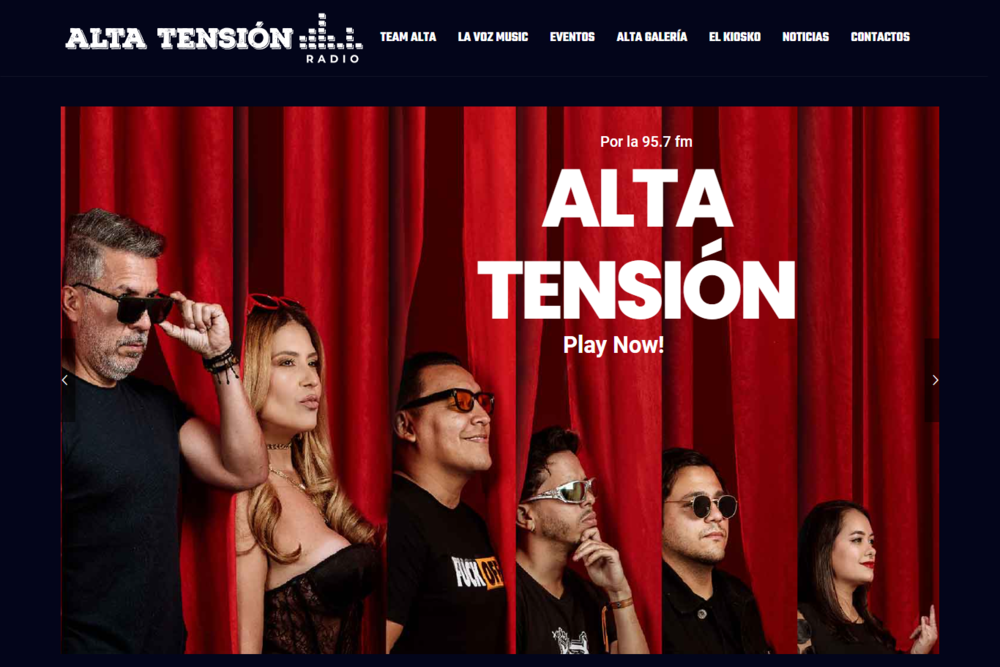 ALTA TENSIÓN
RADIO
TEAM ALTA LA VOZ MUSIC EVENTOS ALTA GALERÍA EL KIOSKO NOTICIAS CONTACTOS
Por la 95.7 fm
ALTA
TENSIÓN
Play Now!
FUCK OFF